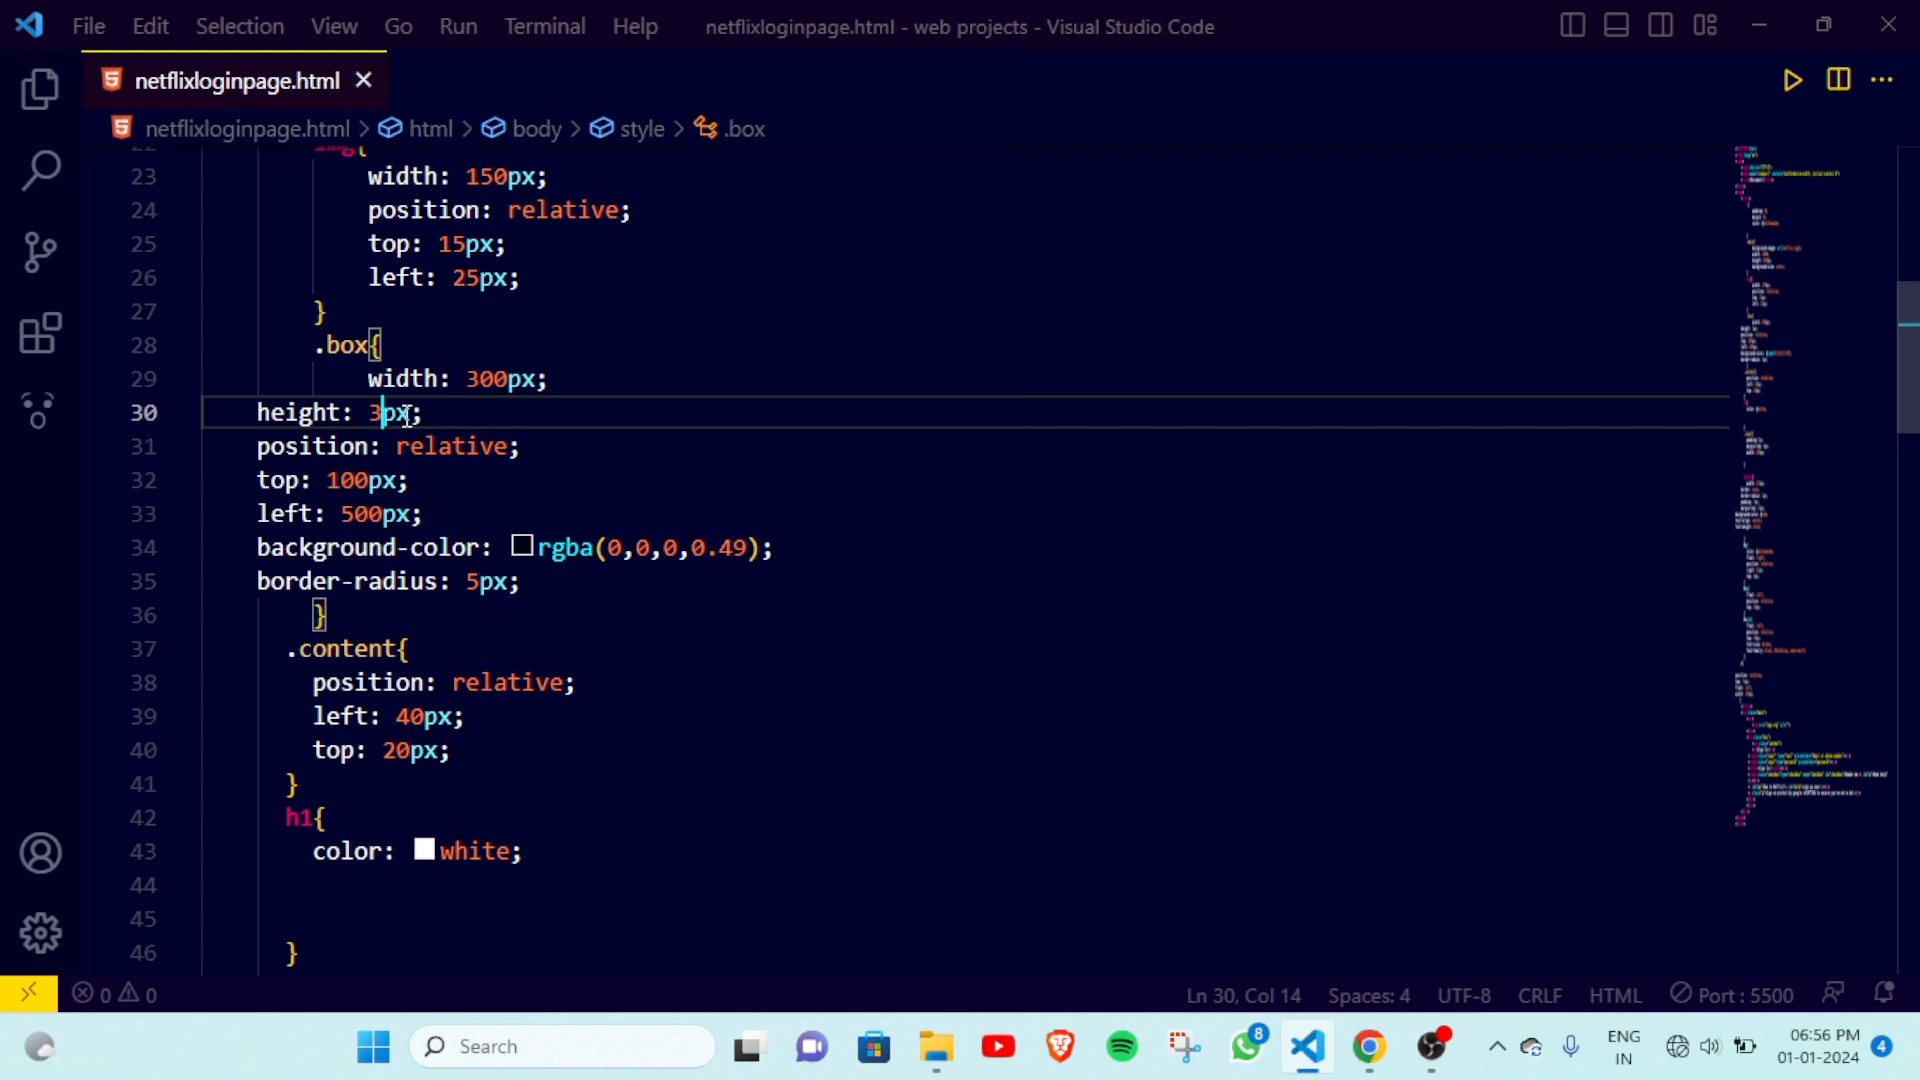 File Edit Selection View Go Run Terminal Help netflixloginpage.html - web projects - Visual Studio Code
netflixloginpage.html
netflixloginpage.html > html > body > style > .box
22 img{
23 width: 150px;
24 position: relative;
25 top: 15px;
26 left: 25px;
27 }
28 .box{
29 width: 300px;
30 height: 3px;
31 position: relative;
32 top: 100px;
33 left: 500px;
34 background-color: rgba(0,0,0,0.49);
35 border-radius: 5px;
36 }
37 .content{
38 position: relative;
39 left: 40px;
40 top: 20px;
41 }
42 h1{
43 color: white;
44
45
46 }
0 0 Ln 30, Col 14 Spaces: 4 UTF-8 CRLF HTML Port : 5500
Search 8 ENG IN 06:56 PM 01-01-2024 4